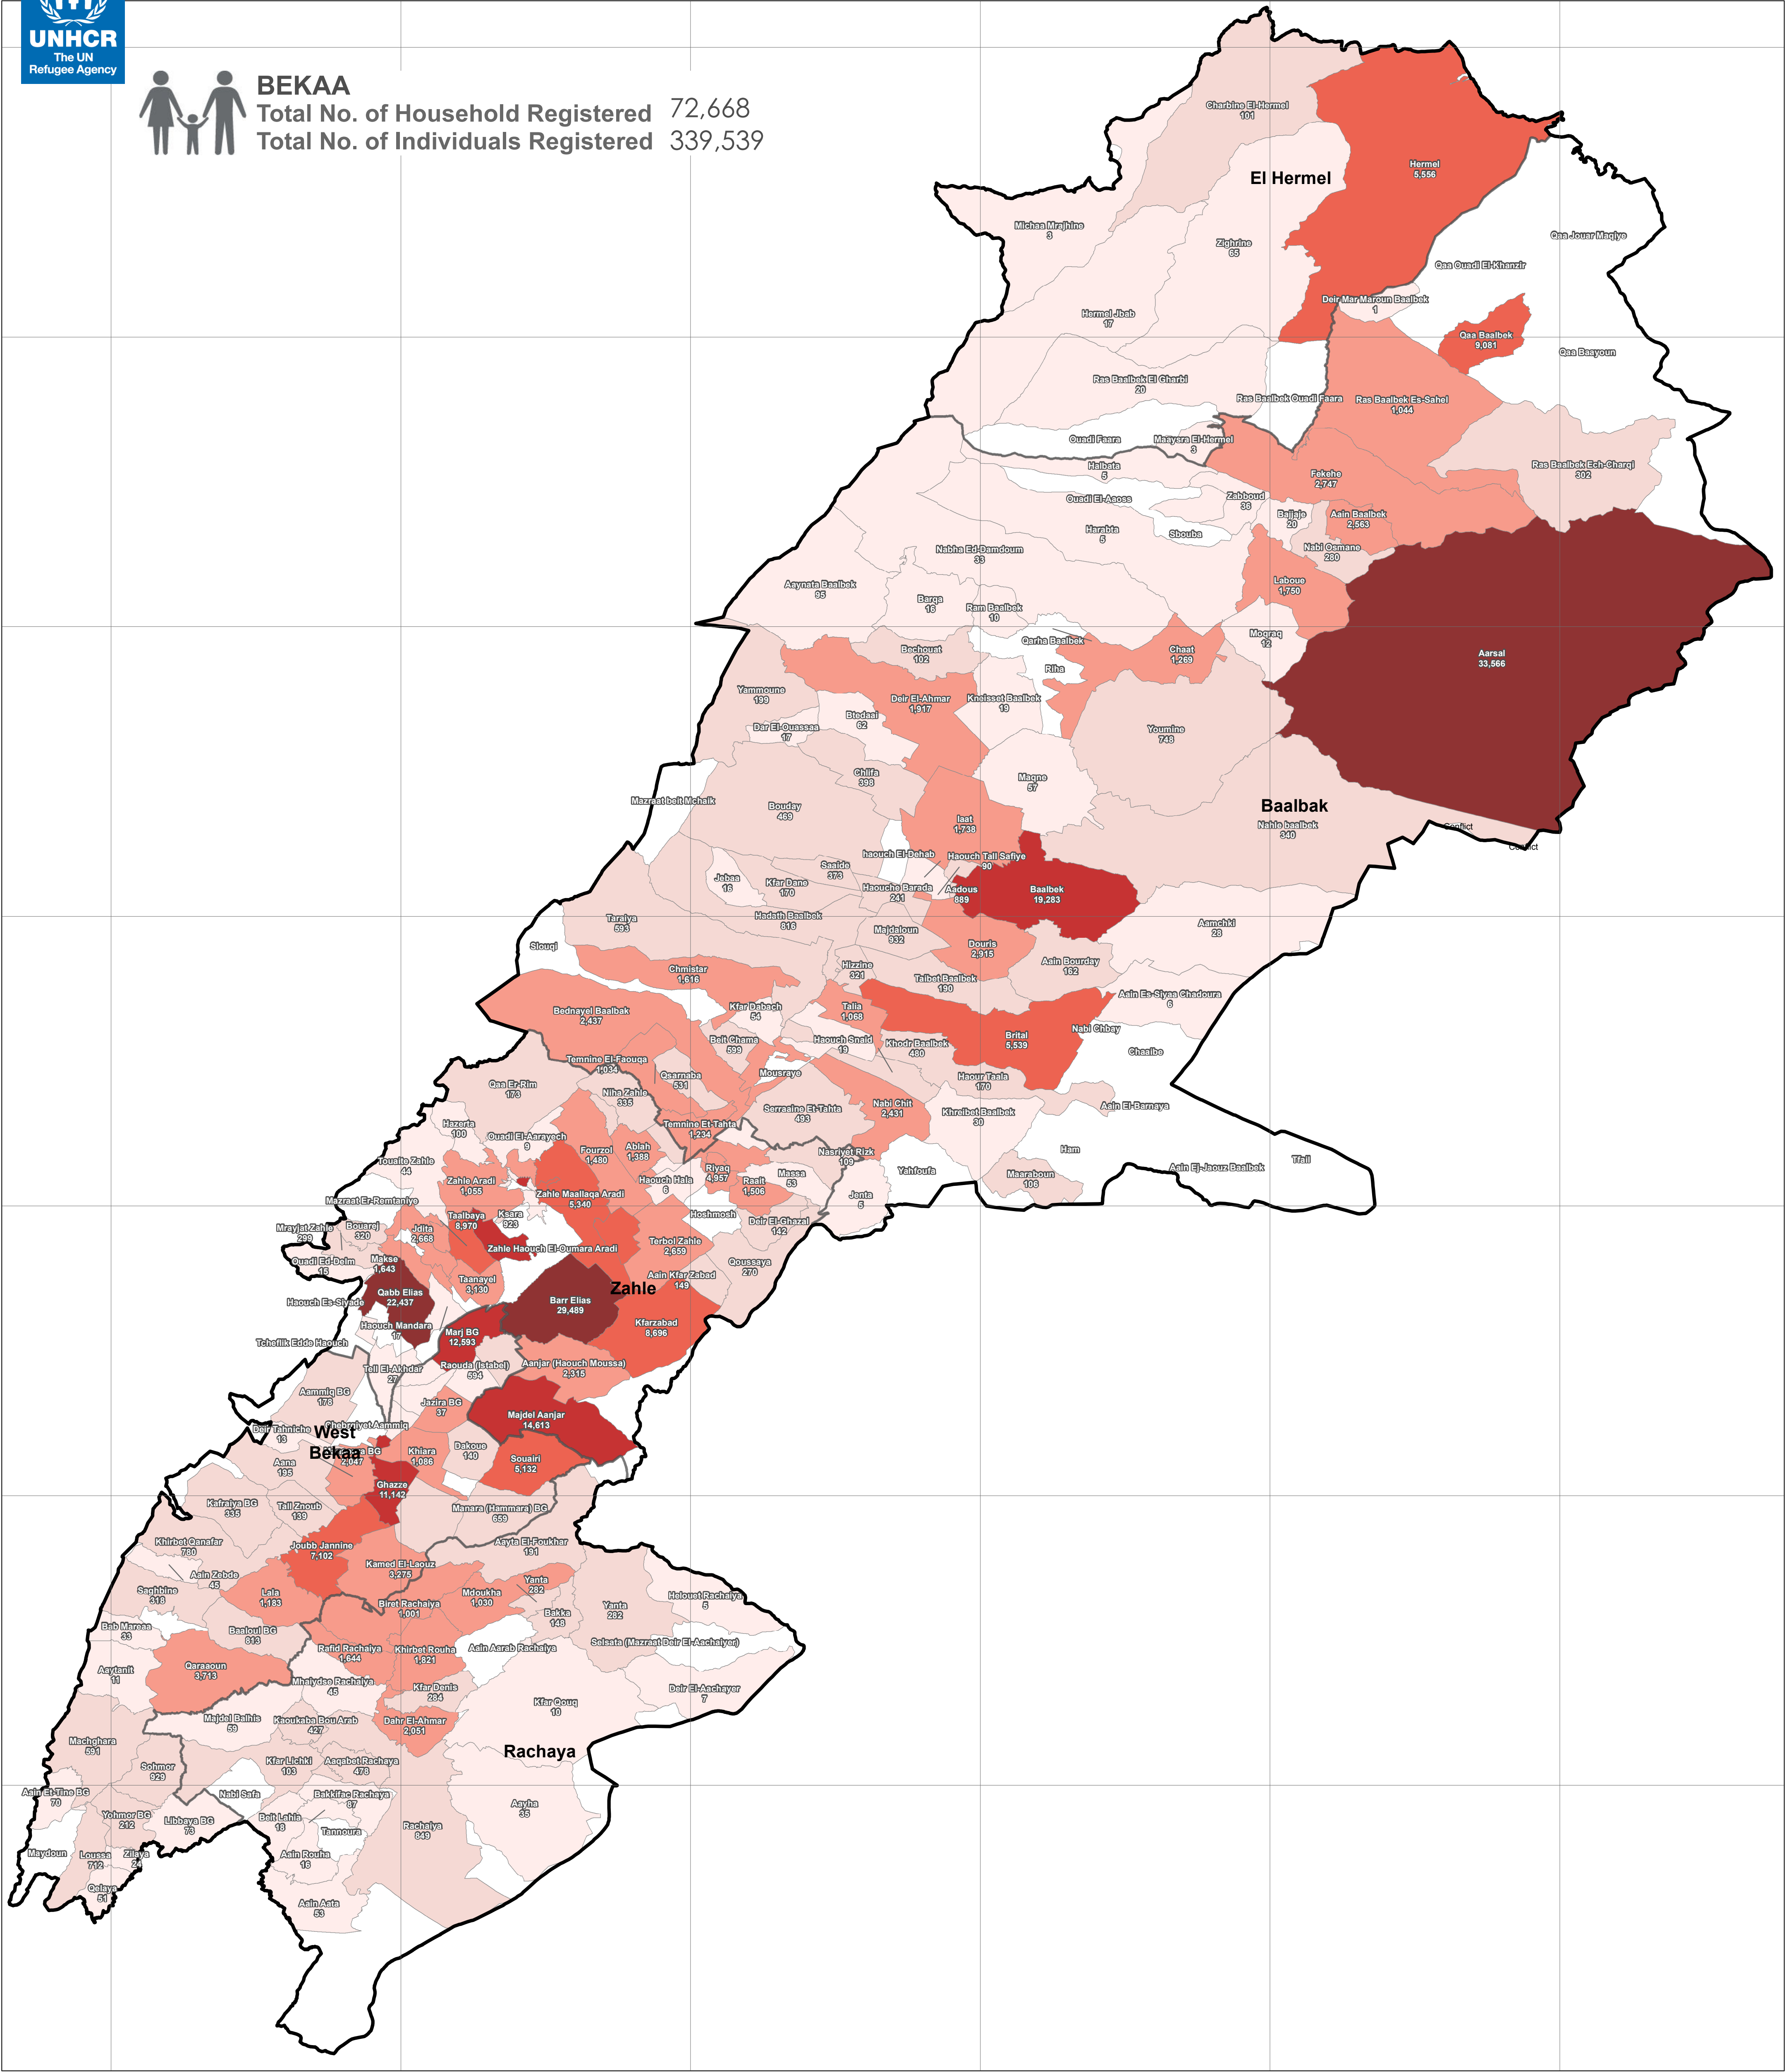 UNHCR
The UN
Refugee Agency
BEKAA
Total No. of Household Registered 72,668
Total No. of Individuals Registered 339,539
Charbine El-Hermel
101
Hermel
5,556
El Hermel
Michaa Mrajhine
3
Zighrine
65
Qaa Jouar Maqiye
Qaa Ouadi El-Khanzir
Deir Mar Maroun Baalbek
1
Hermel Jbab
17
Qaa Baalbek
9,081
Qaa Baayoun
Ras Baalbek El Gharbi
20
Ras Baalbek Ouadi Faara
Ras Baalbek Es-Sahel
1,044
Ouadi Faara
Maaysra El-Hermel
3
Halbata
5
Fekehe
2,747
Ras Baalbek Ech-Charqi
302
Ouadi El-Aaoss
Zabboud
36
Bajjaje
20
Aain Baalbek
2,563
Harabta
5
Sbouba
Nabi Osmane
280
Nabha Ed-Damdoum
33
Aaynata Baalbek
95
Laboue
1,750
Barqa
16
Ram Baalbek
10
Qarha Baalbek
Moqraq
12
Bechouat
102
Chaat
1,269
Aarsal
33,566
Riha
Yammoune
199
Deir El-Ahmar
1,917
Kneisset Baalbek
19
Btedaai
62
Dar El-Ouassaa
17
Youmine
748
Chlifa
398
Maqne
57
Mazraat beit Mchaik
Bouday
469
Baalbak
Iaat
1,738
Nahle baalbek
340
Conflict
Conflict
haouch El-Dehab
Haouch Tall Safiye
90
Saaide
373
Jebaa
16
Kfar Dane
170
Haouche Barada
241
Aadous
889
Baalbek
19,283
Taraiya
593
Hadath Baalbek
816
Majdaloun
932
Aamchki
28
Slouqi
Douris
2,915
Aain Bourday
162
Chmistar
1,616
Hizzine
321
Taibet Baalbek
190
Aain Es-Siyaa Chadoura
6
Bednayel Baalbak
2,437
Kfar Dabach
54
Talia
1,068
Nabi Chbay
Brital
5,539
Beit Chama
599
Haouch Snaid
19
Khodr Baalbek
480
Chaaibe
Temnine El-Faouqa
1,034
Qsarnaba
531
Mousraye
Haour Taala
170
Qaa Er-Rim
173
Niha Zahle
335
Serraaine Et-Tahta
493
Nabi Chit
2,431
Khreibet Baalbek
30
Aain El-Barnaya
Hazerta
100
Temnine Et-Tahta
1,234
Ouadi El-Aarayech
9
Fourzol
1,480
Ablah
1,388
Nasriyet Rizk
109
Ham
Touaite Zahle
44
Riyaq
4,957
Massa
53
Yahfoufa
Maaraboun
106
Aain Ej-Jaouz Baalbek
Tfail
Zahle Aradi
1,055
Haouch Hala
6
Raait
1,506
Zahle Maallaqa Aradi
5,340
Jenta
5
Mazraat Er-Remtaniye
Taalbaya
8,970
Ksara
923
Hoshmosh
Deir El-Ghazal
142
Mrayjat Zahle
299
Bouarej
320
Jdita
2,668
Zahle Haouch El-Oumara Aradi
Terbol Zahle
2,659
Ouadi Ed-Delm
15
Makse
1,643
Qoussaya
270
Taanayel
3,130
Aain Kfar Zabad
149
Zahle
Qabb Elias
22,437
Haouch Es-Siyade
Barr Elias
29,489
Kfarzabad
8,696
Haouch Mandara
17
Marj BG
12,593
Tcheflik Edde Haouch
Tell El-Akhdar
27
Raouda (Istabel)
594
Aanjar (Haouch Moussa)
2,315
Aammiq BG
178
Jazira BG
37
Majdel Aanjar
14,613
Deir Tahniche
13
Chebrqiyet Aammiq
West
Bekaa
2,047
Khiara
1,086
Dakoue
140
Souairi
5,132
Aana
195
Ghazze
11,142
Kafraiya BG
335
Tall Znoub
139
Manara (Hammara) BG
659
Khirbet Qanafar
780
Joubb Jannine
7,102
Aayta El-Foukhar
191
Kamed El-Laouz
3,275
Aain Zebde
45
Saghbine
318
Lala
1,183
Yanta
282
Mdoukha
1,030
Helouet Rachaiya
5
Biret Rachaiya
1,001
Bakka
148
Yanta
282
Bab Mareaa
33
Baaloul BG
813
Selsata (Mazraat Deir El-Aachaiyer)
Rafid Rachaiya
1,644
Khirbet Rouha
1,821
Aain Aarab Rachaiya
Aaytanit
11
Qaraaoun
3,713
Mhaiydse Rachaiya
45
Kfar Denis
284
Deir El-Aachayer
7
Kfar Qouq
10
Majdel Balhis
59
Kaoukaba Bou Arab
427
Dahr El-Ahmar
2,051
Machghara
591
Rachaya
Sohmor
929
Kfar Lichki
103
Aaqabet Rachaya
478
Aain Et-Tine BG
70
Nabi Safa
Bakkifac Rachaya
87
Aayha
35
Yohmor BG
212
Libbaya BG
73
Beit Lahia
18
Tannoura
Rachaiya
849
Maydoun
Loussa
712
Zilaya
24
Aain Rouha
16
Qelaya
51
Aain Aata
53